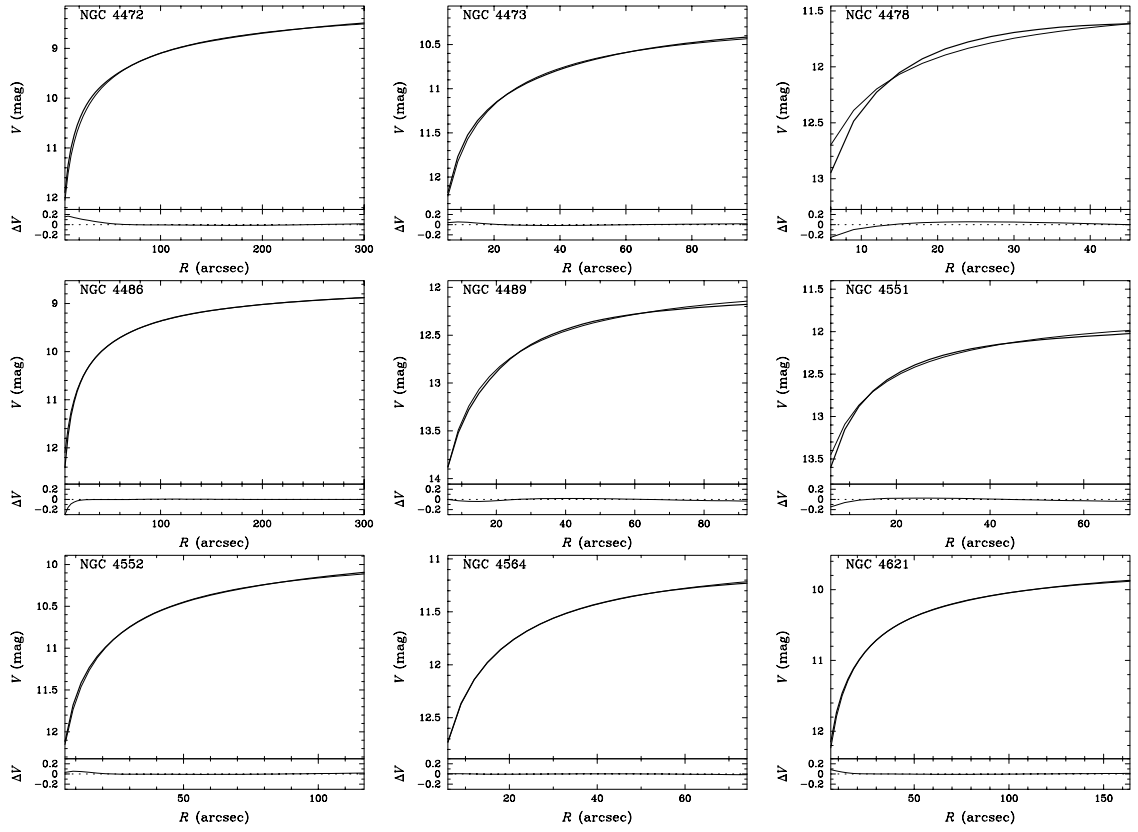 NGC 4472
V (mag)
9
10
11
12
ΔV
0.2
0
−0.2
100
200
300
R (arcsec)
NGC 4473
V (mag)
10.5
11
11.5
12
ΔV
0.2
0
−0.2
20
40
60
80
R (arcsec)
NGC 4478
V (mag)
11.5
12
12.5
13
ΔV
0.2
0
−0.2
10
20
30
40
R (arcsec)
NGC 4486
V (mag)
9
10
11
12
ΔV
0.2
0
−0.2
100
200
300
R (arcsec)
NGC 4489
V (mag)
12
12.5
13
13.5
14
ΔV
0.2
0
−0.2
20
40
60
80
R (arcsec)
NGC 4551
V (mag)
11.5
12
12.5
13
13.5
ΔV
0.2
0
−0.2
20
40
60
R (arcsec)
NGC 4552
V (mag)
10
10.5
11
11.5
12
ΔV
0.2
0
−0.2
50
100
R (arcsec)
NGC 4564
V (mag)
11
11.5
12
12.5
ΔV
0.2
0
−0.2
20
40
60
R (arcsec)
NGC 4621
V (mag)
10
11
12
ΔV
0.2
0
−0.2
50
100
150
R (arcsec)